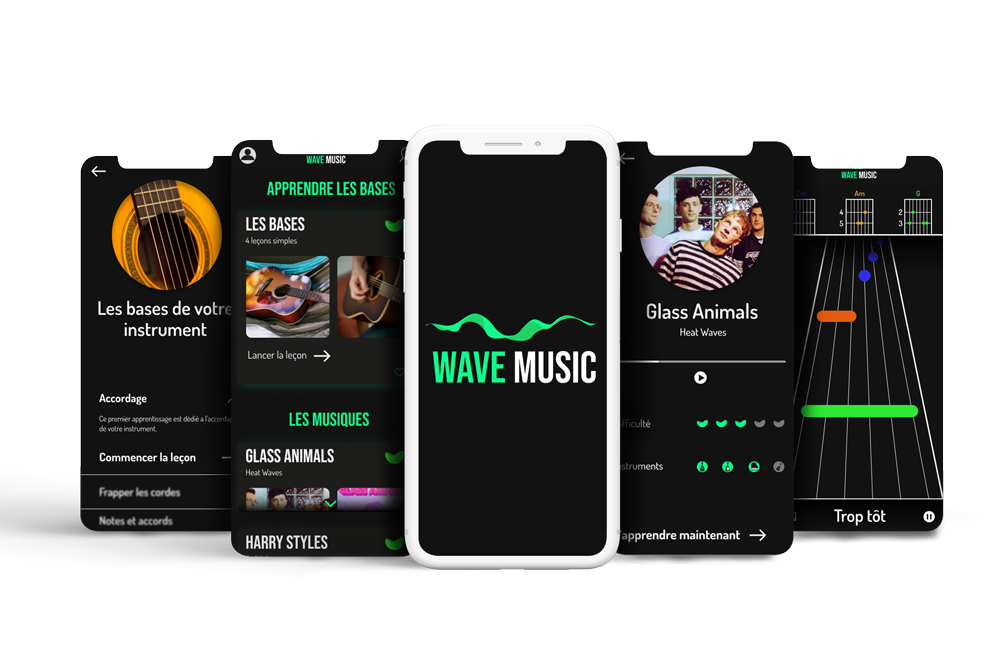 Les bases de votre
instrument
Accordage
Ce premier apprentissage est dédié a l'accordage
de votre instrument.
Commencer la leçon
Frapper les cordes
Notes et accords
WAVE MUSIC
APPRENDRE LES BASES
LES BASES
4 leçons simples
Lancer la leçon
LES MUSIQUES
GLASS ANIMALS
Heat Waves
HARRY STYLES
WAVE MUSIC
Glass Animals
Heat Waves
apprendre maintenant
WAVE MUSIC
Am
G
4
5
2
3
Trop tôt